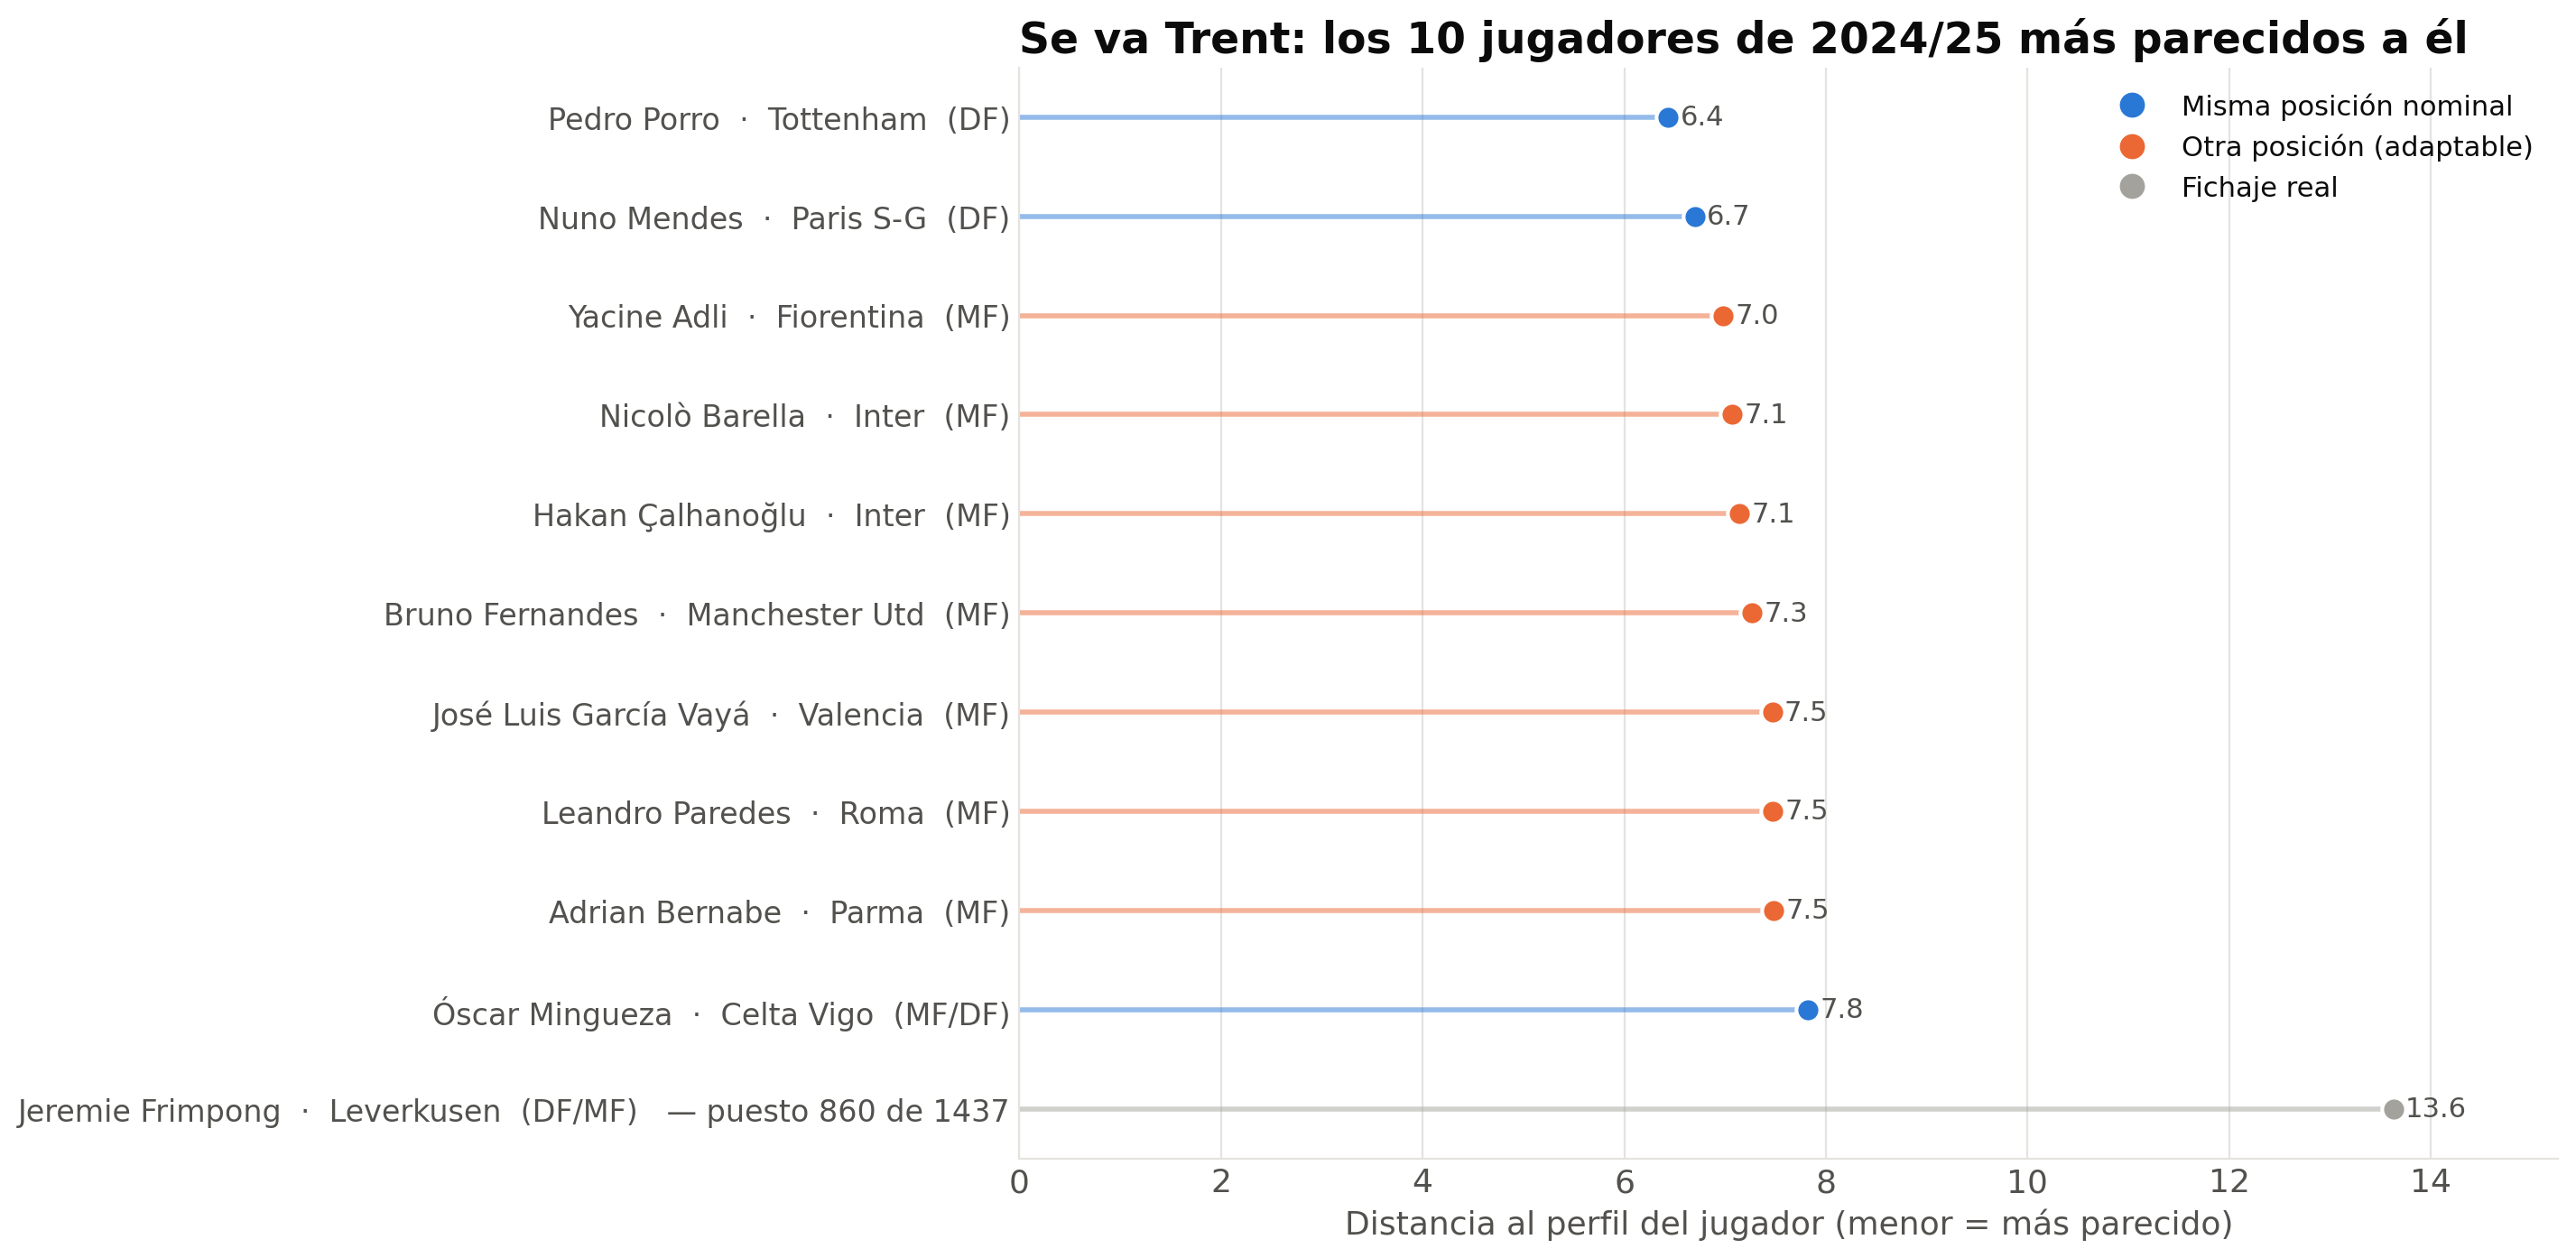 Se va Trent: los 10 jugadores de 2024/25 más parecidos a él
Misma posición nominal
Otra posición (adaptable)
Fichaje real
Pedro Porro · Tottenham (DF) 6.4
Nuno Mendes · Paris S-G (DF) 6.7
Yacine Adli · Fiorentina (MF) 7.0
Nicolò Barella · Inter (MF) 7.1
Hakan Çalhanoğlu · Inter (MF) 7.1
Bruno Fernandes · Manchester Utd (MF) 7.3
José Luis García Vayá · Valencia (MF) 7.5
Leandro Paredes · Roma (MF) 7.5
Adrian Bernabe · Parma (MF) 7.5
Óscar Mingueza · Celta Vigo (MF/DF) 7.8
Jeremie Frimpong · Leverkusen (DF/MF) — puesto 860 de 1437 13.6
0 2 4 6 8 10 12 14
Distancia al perfil del jugador (menor = más parecido)